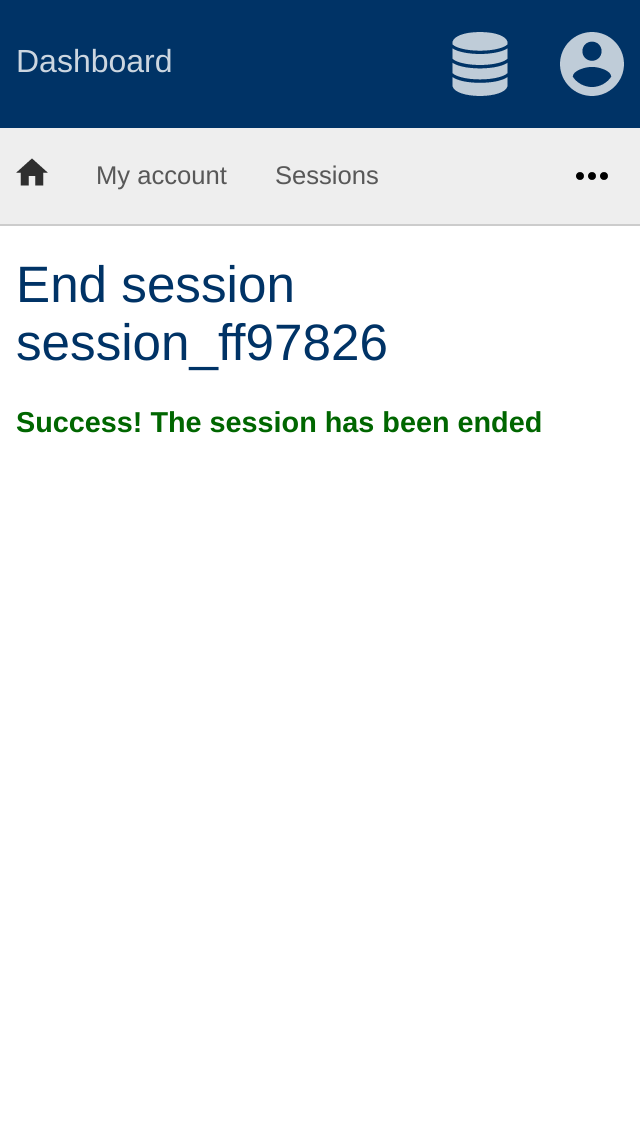 Dashboard
My account Sessions
End session
session_ff97826
Success! The session has been ended